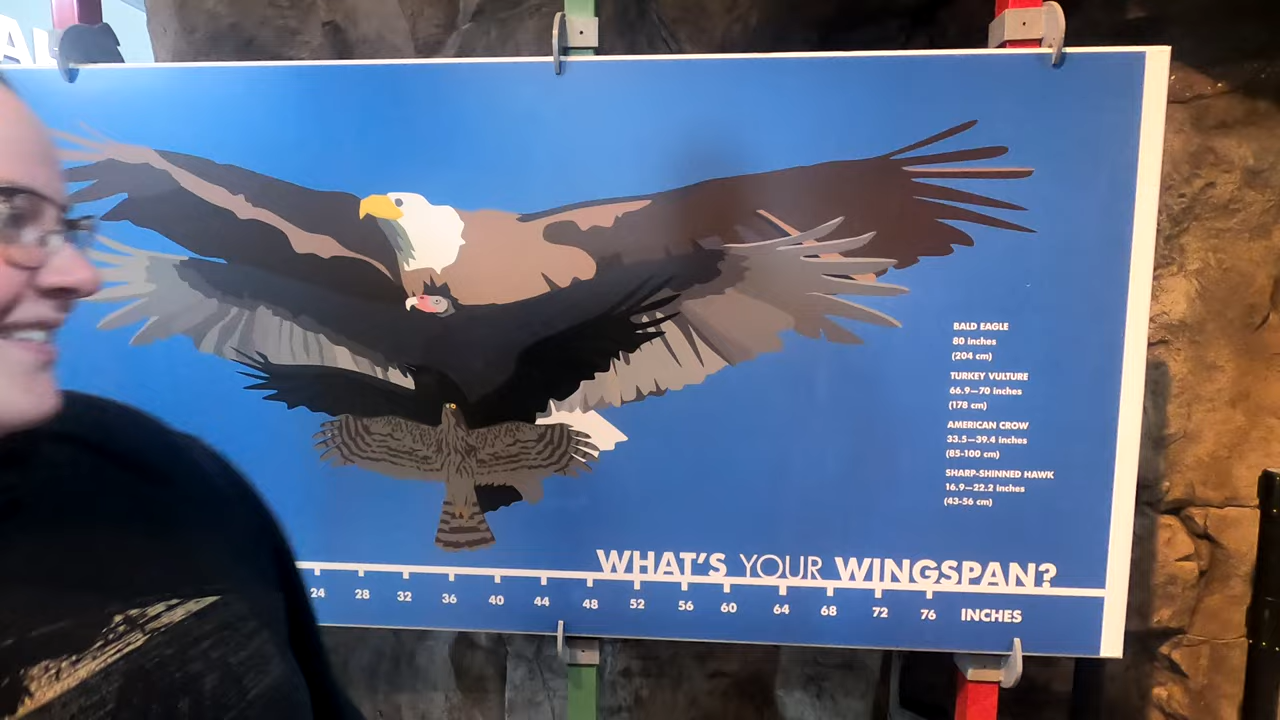 BALD EAGLE
80 inches
(204 cm)
TURKEY VULTURE
66.9–70 inches
(178 cm)
AMERICAN CROW
33.5–39.4 inches
(85-100 cm)
SHARP-SHINNED HAWK
16.9–22.2 inches
(43-56 cm)
WHAT'S YOUR WINGSPAN?
24 28 32 36 40 44 48 52 56 60 64 68 72 76 INCHES